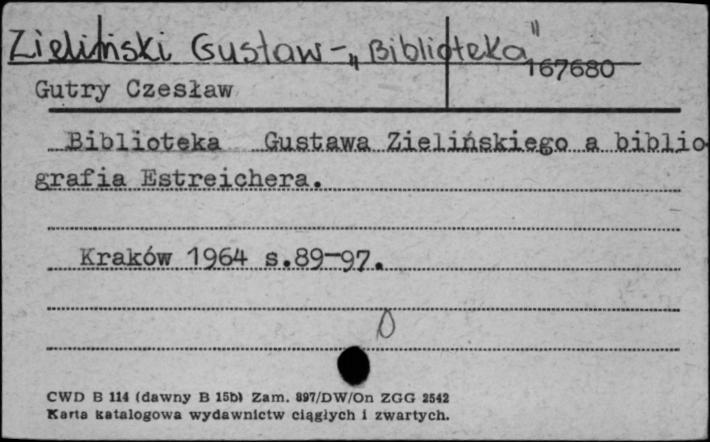 Zieliński Gustaw - „Biblioteka"
167680
Gutry Czesław
Biblioteka Gustawa Zielińskiego a biblio
grafia Estreichera.
Kraków 1964 s.89-97.
CWD B 114 (dawny B 15b) Zam. 897/DW/On ZGG 2542
Karta katalogowa wydawnictw ciągłych i zwartych.